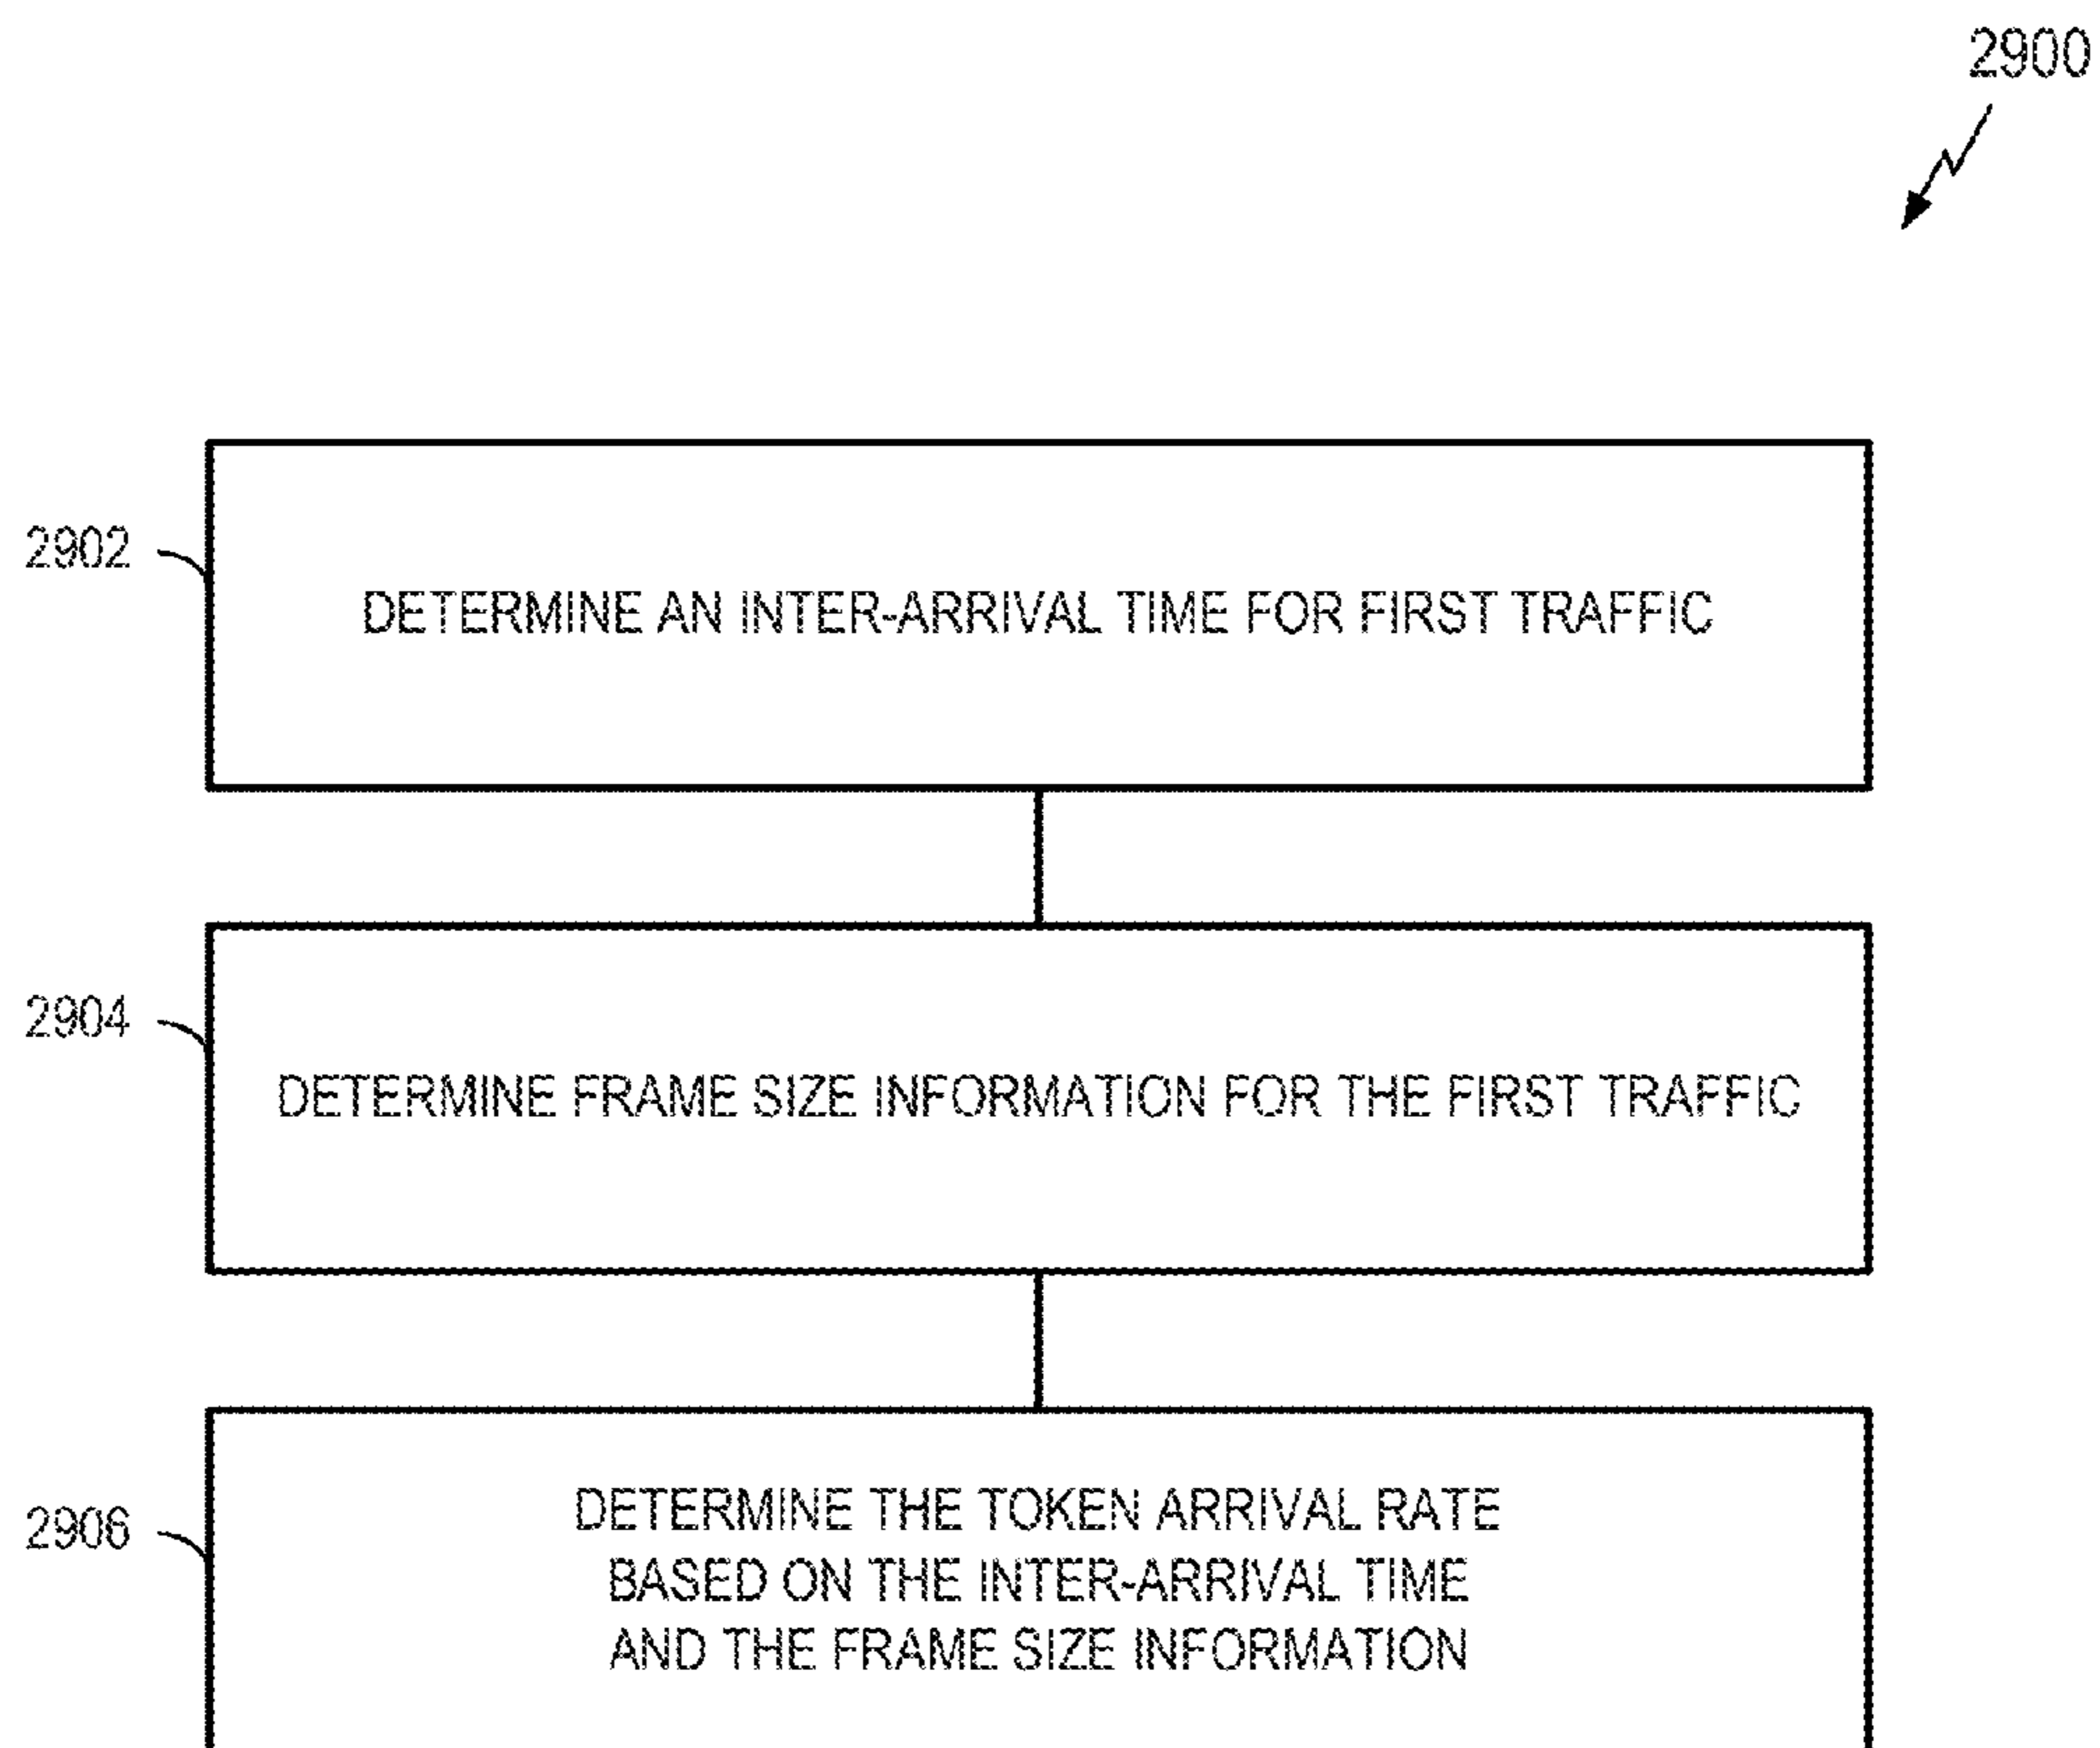 2900
2902
DETERMINE AN INTER-ARRIVAL TIME FOR FIRST TRAFFIC
2904
DETERMINE FRAME SIZE INFORMATION FOR THE FIRST TRAFFIC
2906
DETERMINE THE TOKEN ARRIVAL RATE
BASED ON THE INTER-ARRIVAL TIME
AND THE FRAME SIZE INFORMATION